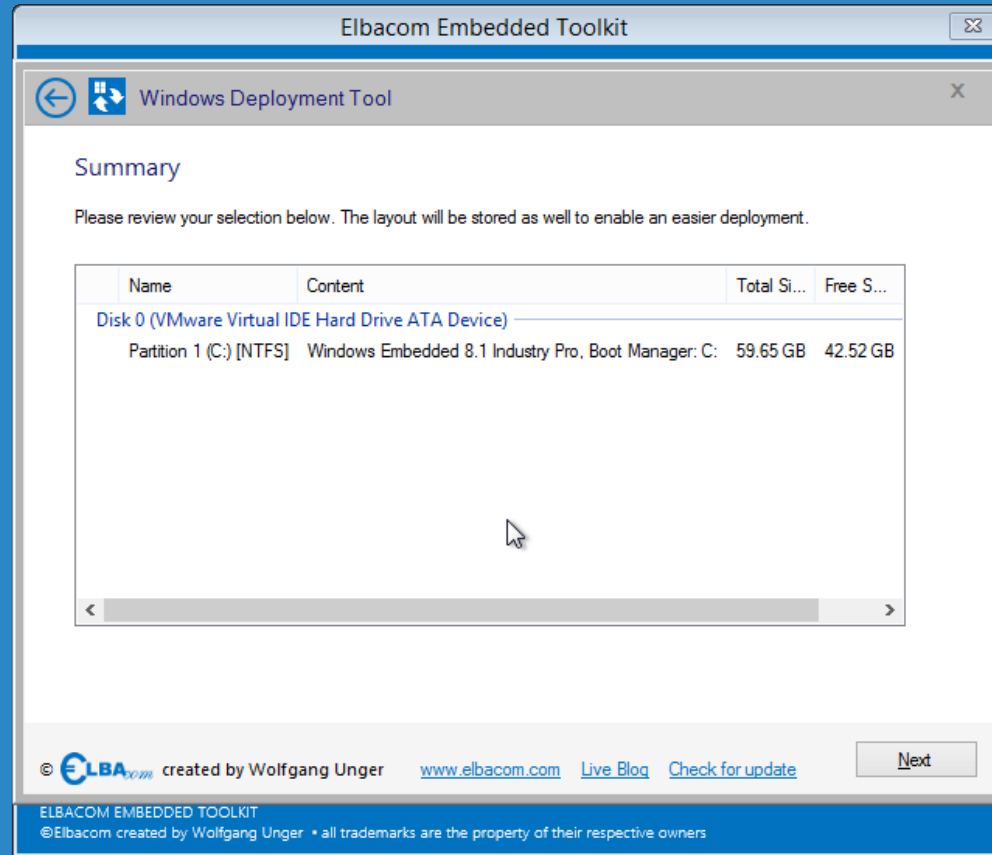 Elbacom Embedded Toolkit
Windows Deployment Tool
X
Summary
Please review your selection below. The layout will be stored as well to enable an easier deployment.
Name Content Total Si... Free S...
Disk 0 (VMware Virtual IDE Hard Drive ATA Device)
Partition 1 (C:) [NTFS] Windows Embedded 8.1 Industry Pro, Boot Manager: C: 59.65 GB 42.52 GB
© ELBAcom created by Wolfgang Unger www.elbacom.com Live Blog Check for update Next
ELBACOM EMBEDDED TOOLKIT
©Elbacom created by Wolfgang Unger • all trademarks are the property of their respective owners